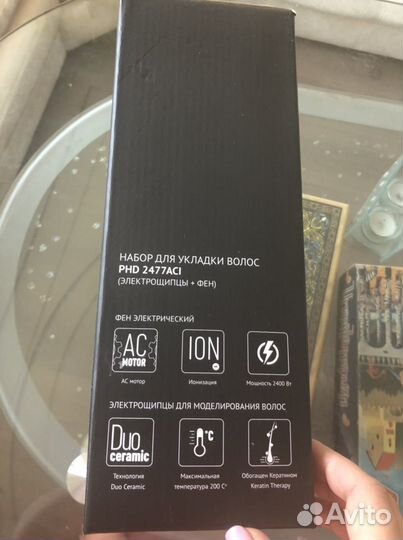 НАБОР ДЛЯ УКЛАДКИ ВОЛОС
PHD 2477ACI
(ЭЛЕКТРОЩИПЦЫ + ФЕН)
ФЕН ЭЛЕКТРИЧЕСКИЙ
AC
MOTOR
ION
AC мотор
Ионизация
Мощность 2400 Вт
ЭЛЕКТРОЩИПЦЫ ДЛЯ МОДЕЛИРОВАНИЯ ВОЛОС
Duo
ceramic
°C
Технология
Duo Ceramic
Максимальная
температура 200 C°
Обогащен Кератином
Keratin Therapy
Avito